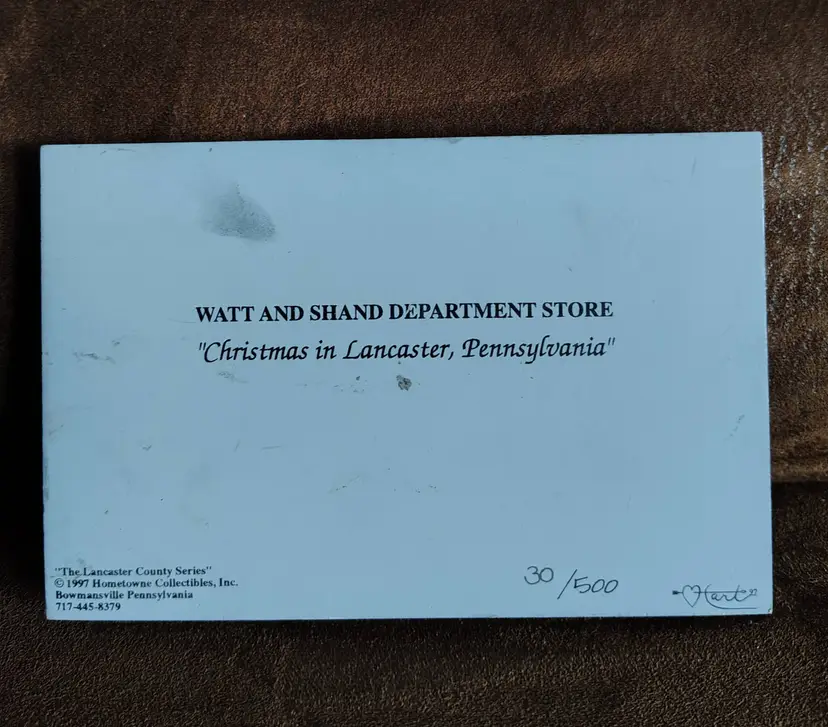 WATT AND SHAND DEPARTMENT STORE
"Christmas in Lancaster, Pennsylvania"
"The Lancaster County Series"
© 1997 Hometowne Collectibles, Inc.
Bowmansville Pennsylvania
717-445-8379
30/500
Hart 97